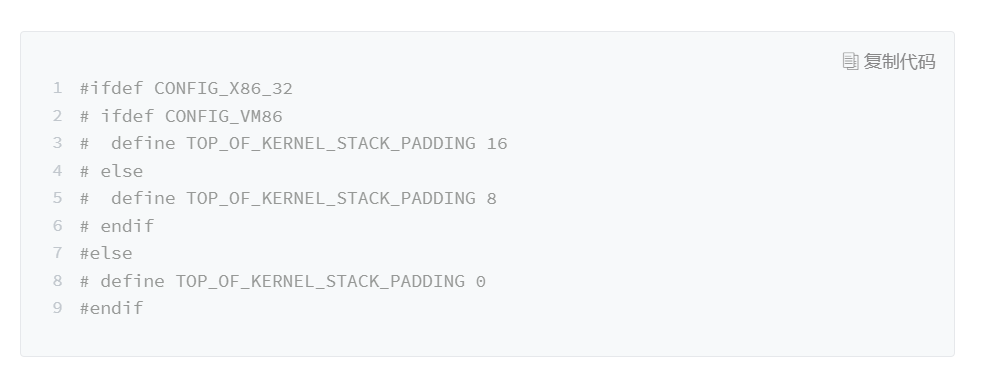 复制代码
1 #ifdef CONFIG_X86_32
2 # ifdef CONFIG_VM86
3 #  define TOP_OF_KERNEL_STACK_PADDING 16
4 # else
5 #  define TOP_OF_KERNEL_STACK_PADDING 8
6 # endif
7 #else
8 # define TOP_OF_KERNEL_STACK_PADDING 0
9 #endif